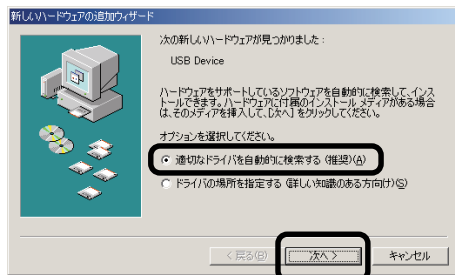 新しいハードウェアの追加ウィザード
次の新しいハードウェアが見つかりました:
USB Device
ハードウェアをサポートしているソフトウェアを自動的に検索して、インス
トールできます。ハードウェアに付属のインストール メディアがある場合
は、そのメディアを挿入して、[次へ] をクリックしてください。
オプションを選択してください。
適切なドライバを自動的に検索する (推奨)(A)
ドライバの場所を指定する (詳しい知識のある方向け)(S)
< 戻る(B) 次へ > キャンセル